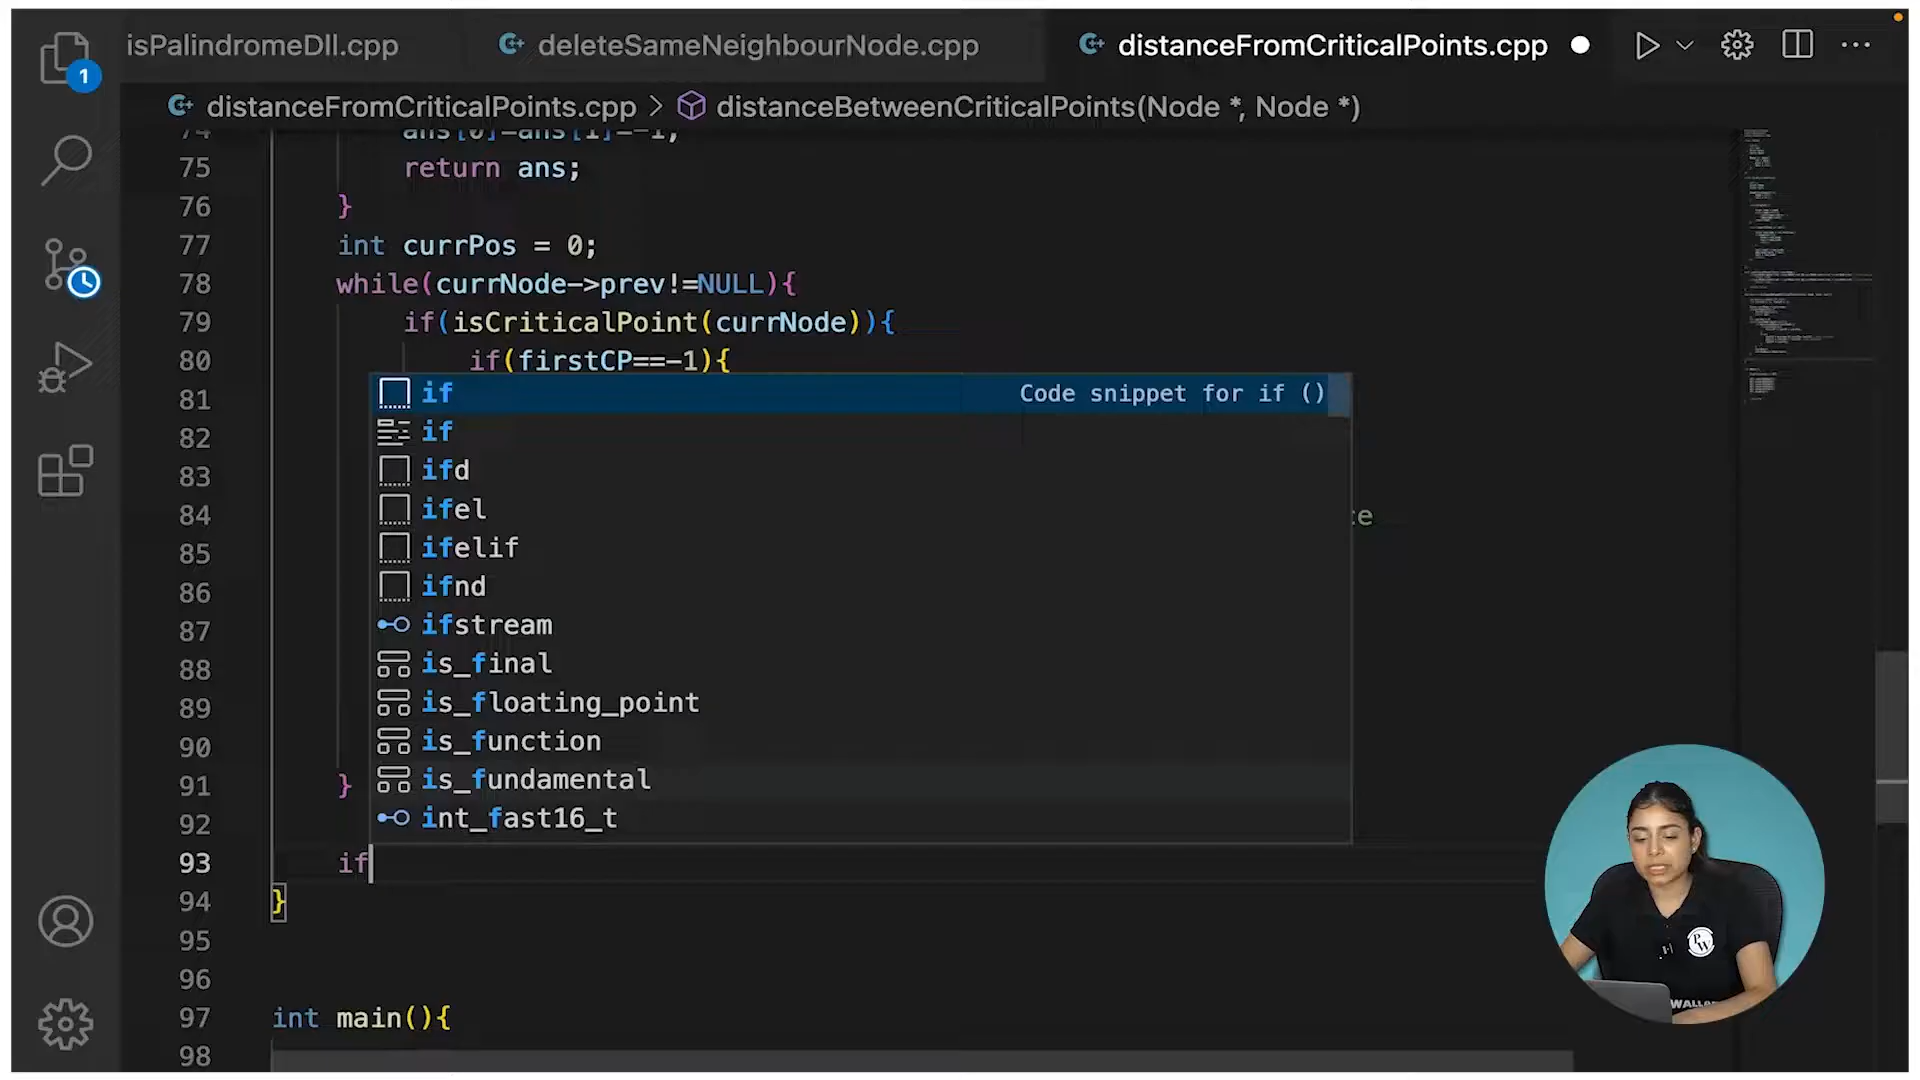 isPalindromeDll.cpp
deleteSameNeighbourNode.cpp
distanceFromCriticalPoints.cpp
1
distanceFromCriticalPoints.cpp > distanceBetweenCriticalPoints(Node *, Node *)
74
75 return ans;
76 }
77 int currPos = 0;
78 while(currNode->prev!=NULL){
79 if(isCriticalPoint(currNode)){
80 if(firstCP==-1){
81 if Code snippet for if ()
82 if
83 ifd
84 ifel
85 ifelif
86 ifnd
87 ifstream
88 is_final
89 is_floating_point
90 is_function
91 } is_fundamental
92 int_fast16_t
93 if
94 }
95
96
97 int main(){
98
PW